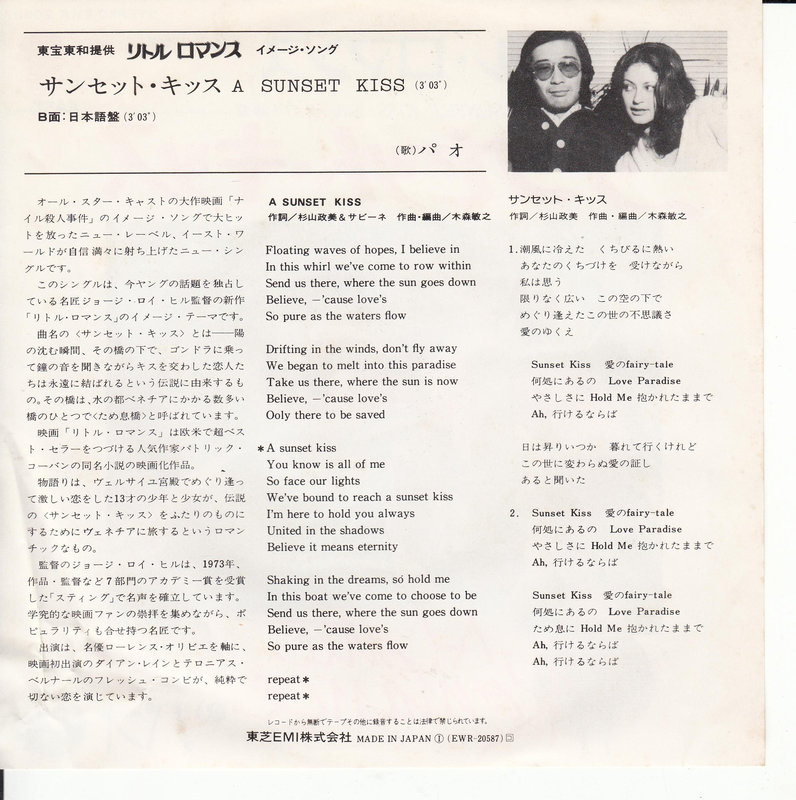 東宝東和提供 リトル ロマンス イメージ・ソング
サンセット・キッス A SUNSET KISS (3'03")
B面:日本語盤(3'03")
(歌)パオ
オール・スター・キャストの大作映画「ナ
イル殺人事件」のイメージ・ソングで大ヒッ
トを放ったニュー・レーベル、イースト・ワ
ールドが自信満々に射ち上げたニュー・シン
グルです。
このシングルは、今ヤングの話題を独占し
ている名匠ジョージ・ロイ・ヒル監督の新作
「リトル・ロマンス」のイメージ・テーマです。
曲名の〈サンセット・キッス〉とは――陽
の沈む瞬間、その橋の下で、ゴンドラに乗っ
て鐘の音を聞きながらキスを交わした恋人た
ちは永遠に結ばれるという伝説に由来するも
の。その橋は、水の都ベネチアにかかる数多い
橋のひとつで〈ため息橋〉と呼ばれています。
映画「リトル・ロマンス」は欧米で超ベス
ト・セラーをつづける人気作家パトリック・
コーバンの同名小説の映画化作品。
物語りは、ヴェルサイユ宮殿でめぐり逢っ
て激しい恋をした13才の少年と少女が、伝説
の〈サンセット・キッス〉をふたりのものに
するためにヴェネチアに旅するというロマン
チックなもの。
監督のジョージ・ロイ・ヒルは、1973年、
作品・監督など7部門のアカデミー賞を受賞
した「スティング」で名声を確立しています。
学究的な映画ファンの崇拝を集めながら、ポ
ピュラリティも合せ持つ名匠です。
出演は、名優ローレンス・オリビエを軸に、
映画初出演のダイアン・レインとテロニアス・
ベルナールのフレッシュ・コンビが、純粋で
切ない恋を演じています。
A SUNSET KISS
作詞/杉山政美&サビーネ 作曲・編曲/木森敏之
Floating waves of hopes, I believe in
In this whirl we've come to row within
Send us there, where the sun goes down
Believe, —'cause love's
So pure as the waters flow
Drifting in the winds, don't fly away
We began to melt into this paradise
Take us there, where the sun is now
Believe, —'cause love's
Ooly there to be saved
*A sunset kiss
You know is all of me
So face our lights
We've bound to reach a sunset kiss
I'm here to hold you always
United in the shadows
Believe it means eternity
Shaking in the dreams, so hold me
In this boat we've come to choose to be
Send us there, where the sun goes down
Believe, —'cause love's
So pure as the waters flow
repeat*
repeat*
サンセット・キッス
作詞/杉山政美 作曲・編曲/木森敏之
1.潮風に冷えた くちびるに熱い
あなたのくちづけを 受けながら
私は思う
限りなく広い この空の下で
めぐり逢えたこの世の不思議さ
愛のゆくえ
Sunset Kiss 愛のfairy-tale
何処にあるの Love Paradise
やさしさに Hold Me 抱かれたままで
Ah, 行けるならば
日は昇りいつか 暮れて行くけれど
この世に変わらぬ愛の証し
あると聞いた
2. Sunset Kiss 愛のfairy-tale
何処にあるの Love Paradise
やさしさに Hold Me 抱かれたままで
Ah, 行けるならば
Sunset Kiss 愛のfairy-tale
何処にあるの Love Paradise
ため息に Hold Me 抱かれたままで
Ah, 行けるならば
Ah, 行けるならば
レコードから無断でテープその他に録音することは法律で禁じられています。
東芝EMI株式会社 MADE IN JAPAN Ⓘ (EWR-20587)